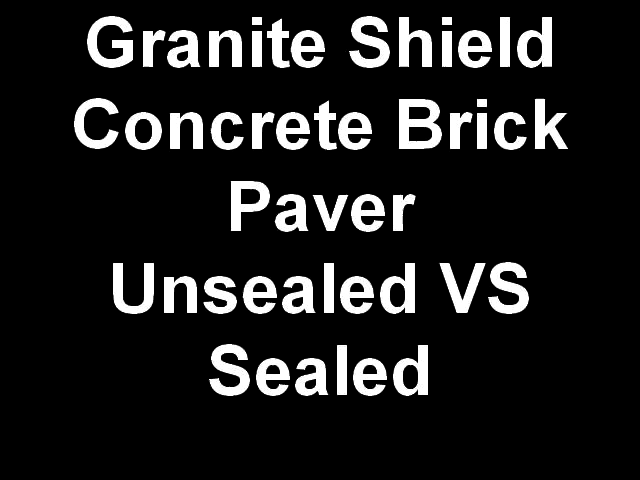 Granite Shield
Concrete Brick
Paver
Unsealed VS
Sealed